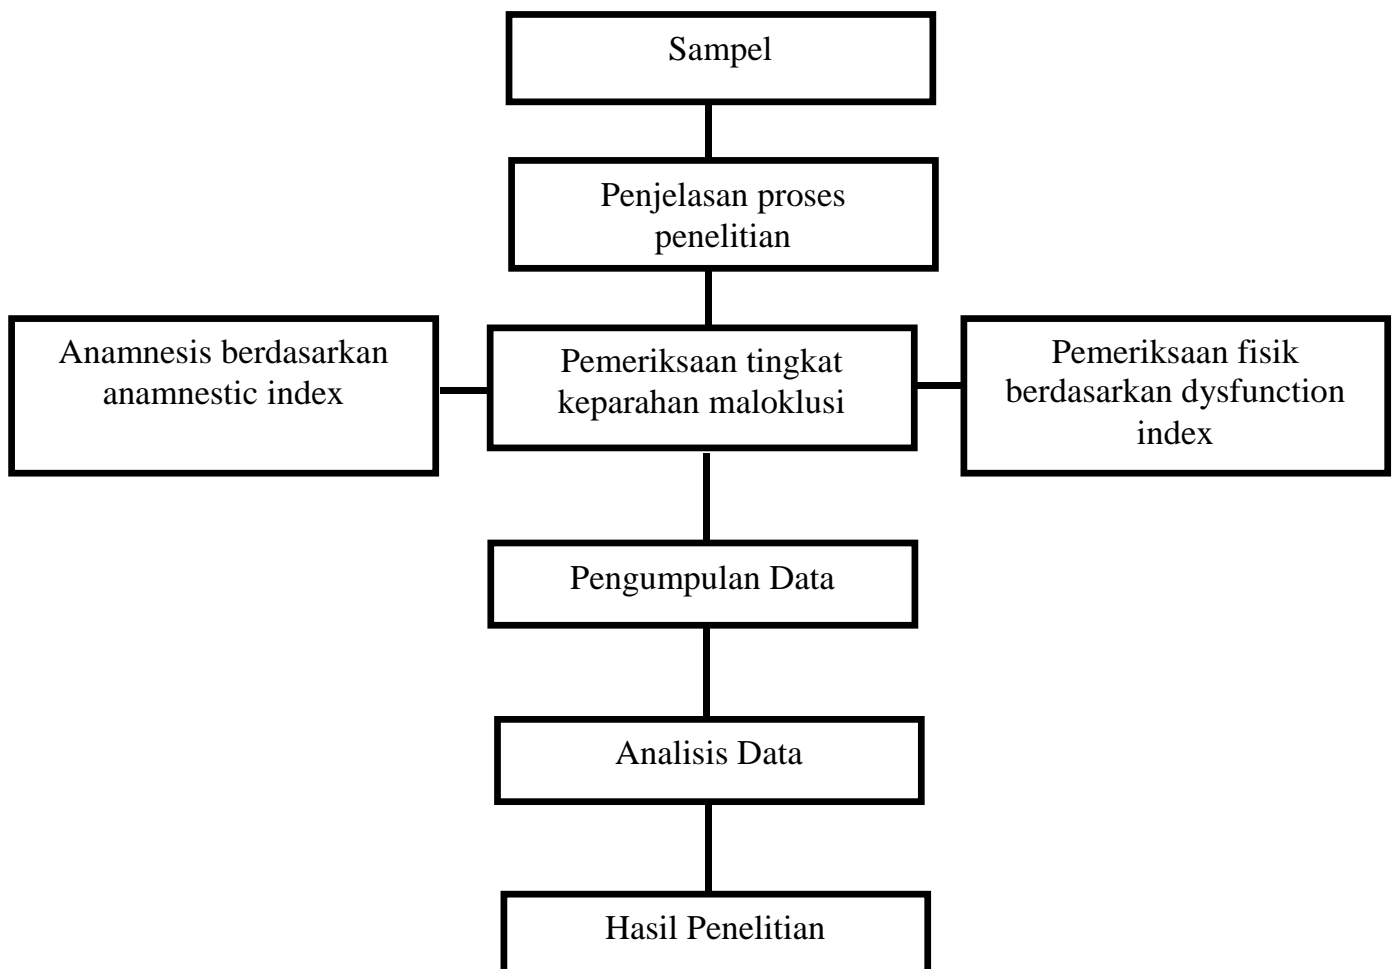 Sampel
Penjelasan proses
penelitian
Anamnesis berdasarkan
anamnestic index
Pemeriksaan tingkat
keparahan maloklusi
Pemeriksaan fisik
berdasarkan dysfunction
index
Pengumpulan Data
Analisis Data
Hasil Penelitian